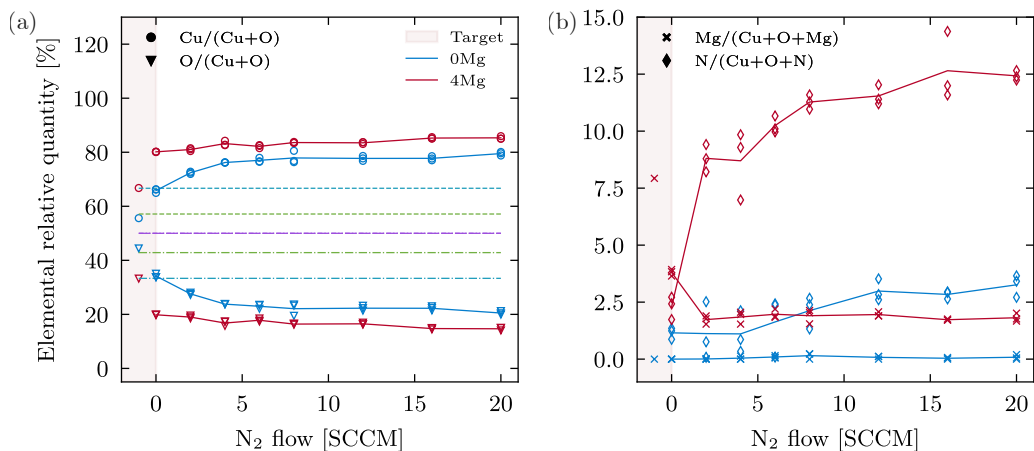 (a)
Elemental relative quantity [%]
120
100
80
60
40
20
0
Cu/(Cu+O)
O/(Cu+O)
Target
0Mg
4Mg
0
5
10
15
20
N₂ flow [SCCM]
(b)
15.0
12.5
10.0
7.5
5.0
2.5
0.0
Mg/(Cu+O+Mg)
N/(Cu+O+N)
0
5
10
15
20
N₂ flow [SCCM]